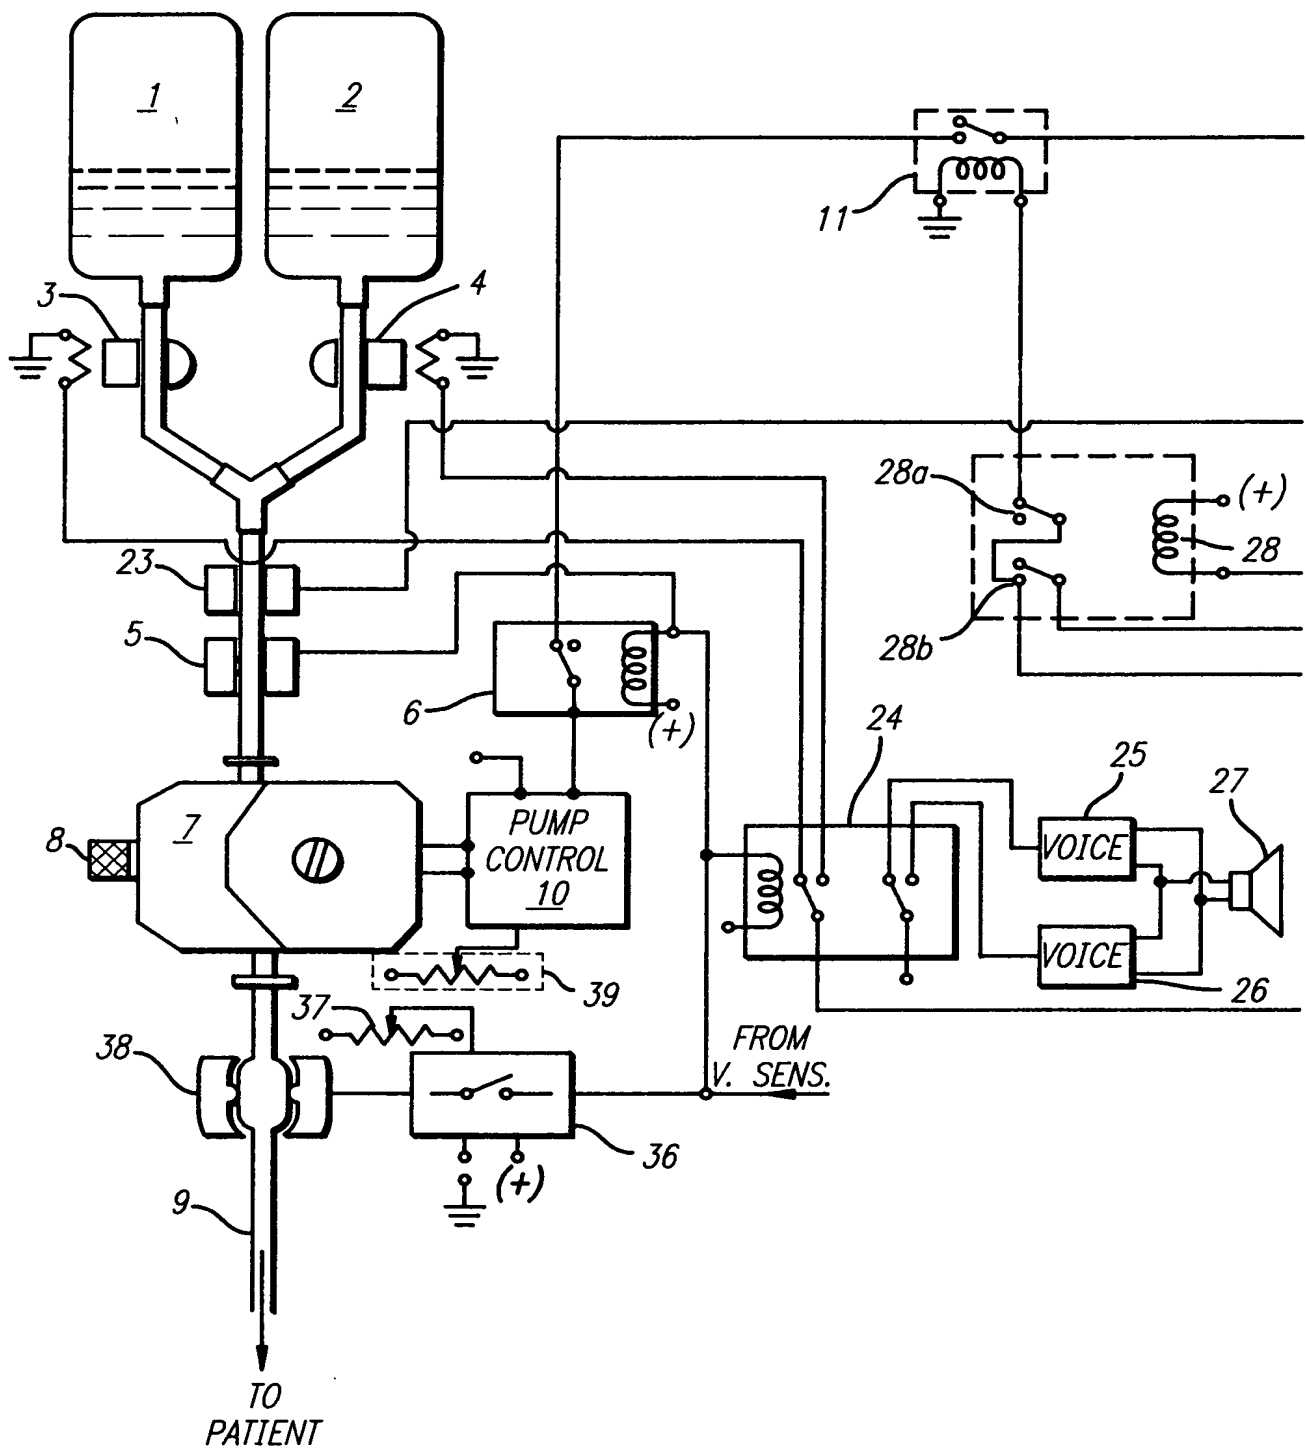 1
2
11
3
4
28a
(+)
28
28b
23
5
6
(+)
24
25
27
8
7
PUMP
CONTROL
10
VOICE
VOICE
26
39
37
38
FROM
V. SENS.
36
(+)
9
TO
PATIENT